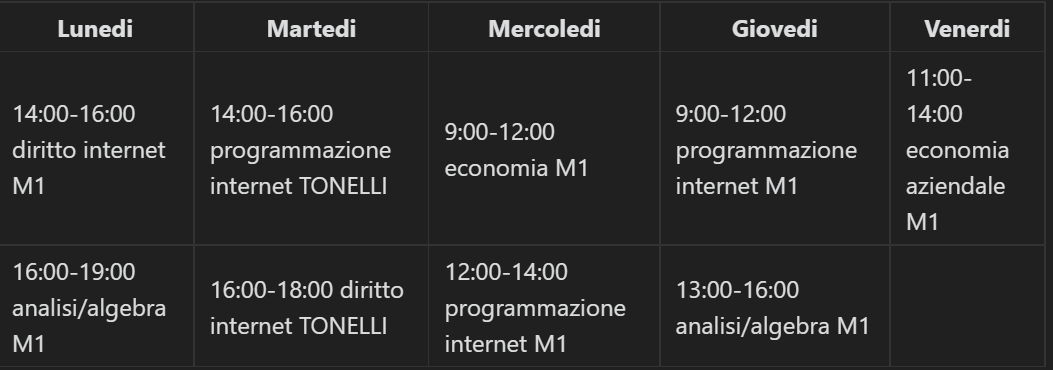 Lunedi
Martedi
Mercoledi
Giovedi
Venerdi
14:00-16:00
diritto internet
M1
14:00-16:00
programmazione
internet TONELLI
9:00-12:00
economia M1
9:00-12:00
programmazione
internet M1
11:00-
14:00
economia
aziendale
M1
16:00-19:00
analisi/algebra
M1
16:00-18:00 diritto
internet TONELLI
12:00-14:00
programmazione
internet M1
13:00-16:00
analisi/algebra M1